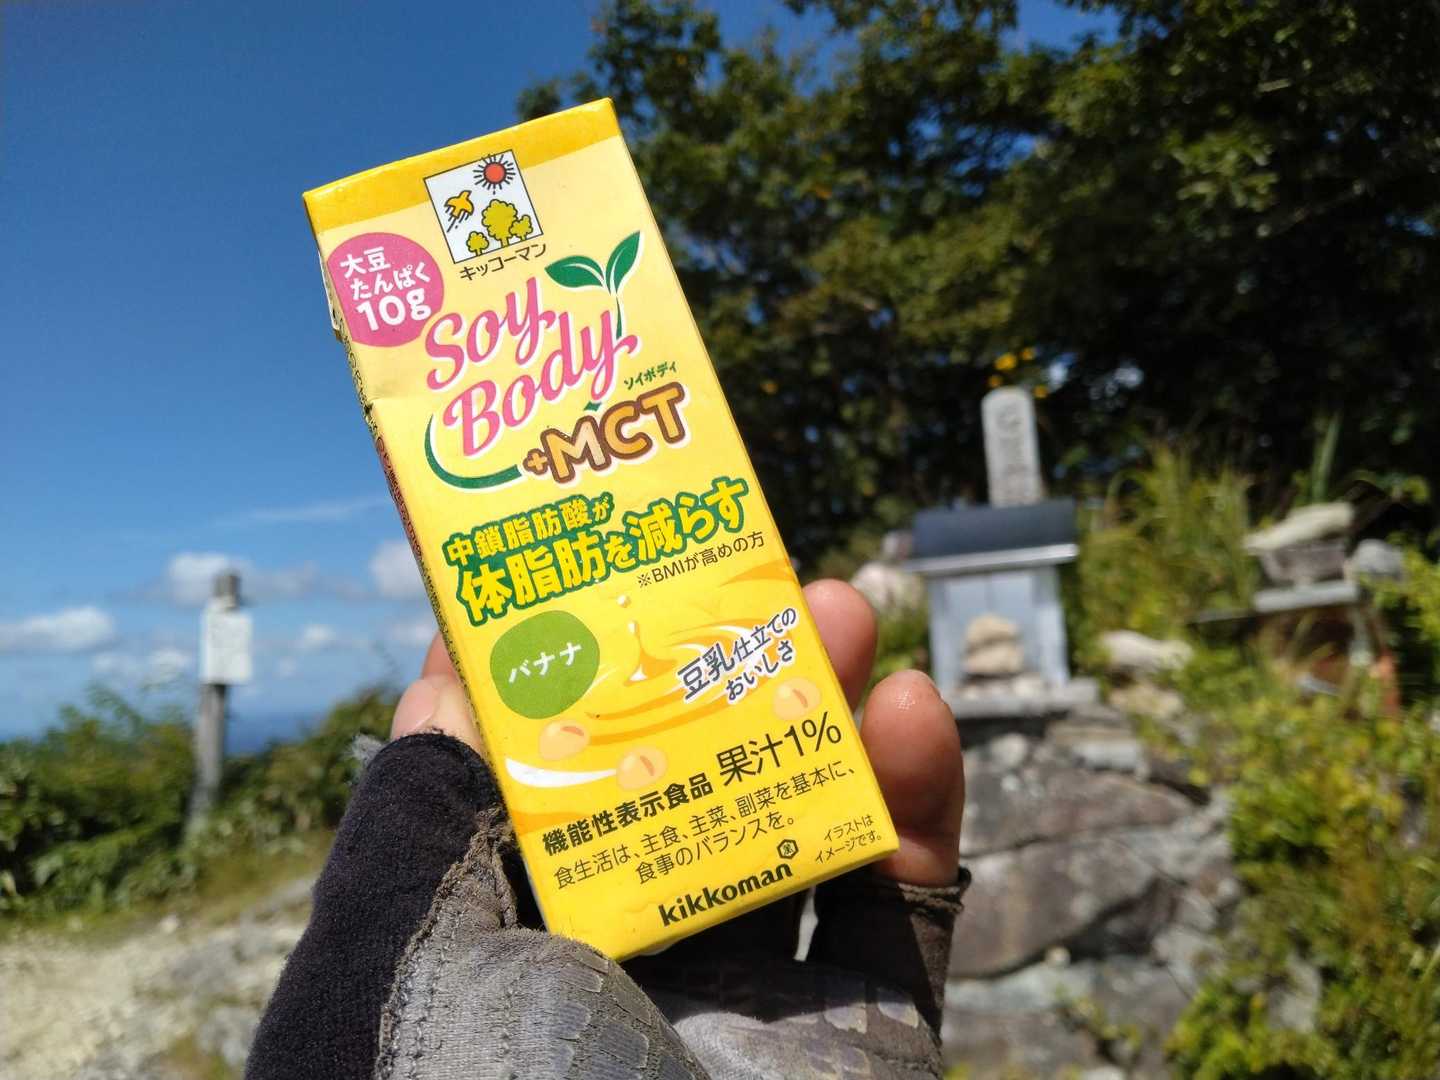 キッコーマン
大豆
たんぱく
10g
Soy
Body
ソイボディ
+MCT
中鎖脂肪酸が
体脂肪を減らす
※BMIが高めの方
バナナ
豆乳仕立ての
おいしさ
機能性表示食品 果汁1%
食生活は、主食、主菜、副菜を基本に、
食事のバランスを。
イラストは
イメージです。
kikkoman